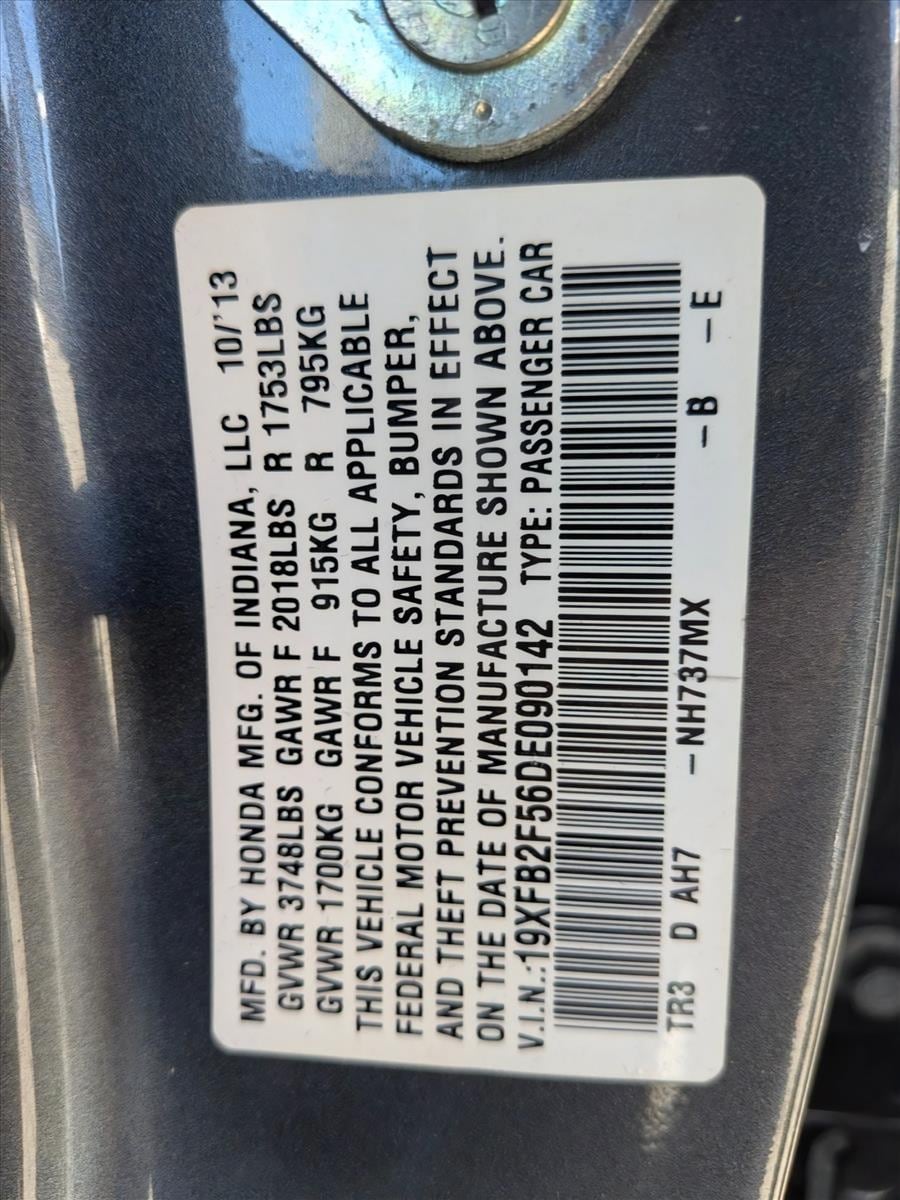 MFD. BY HONDA MFG. OF INDIANA, LLC 10/'13
GVWR 3748LBS GAWR F 2018LBS R 1753LBS
GVWR 1700KG GAWR F 915KG R 795KG
THIS VEHICLE CONFORMS TO ALL APPLICABLE
FEDERAL MOTOR VEHICLE SAFETY, BUMPER,
AND THEFT PREVENTION STANDARDS IN EFFECT
ON THE DATE OF MANUFACTURE SHOWN ABOVE.
V.I.N.:19XFB2F56DE090142 TYPE: PASSENGER CAR
TR3 D AH7 –NH737MX –B –E